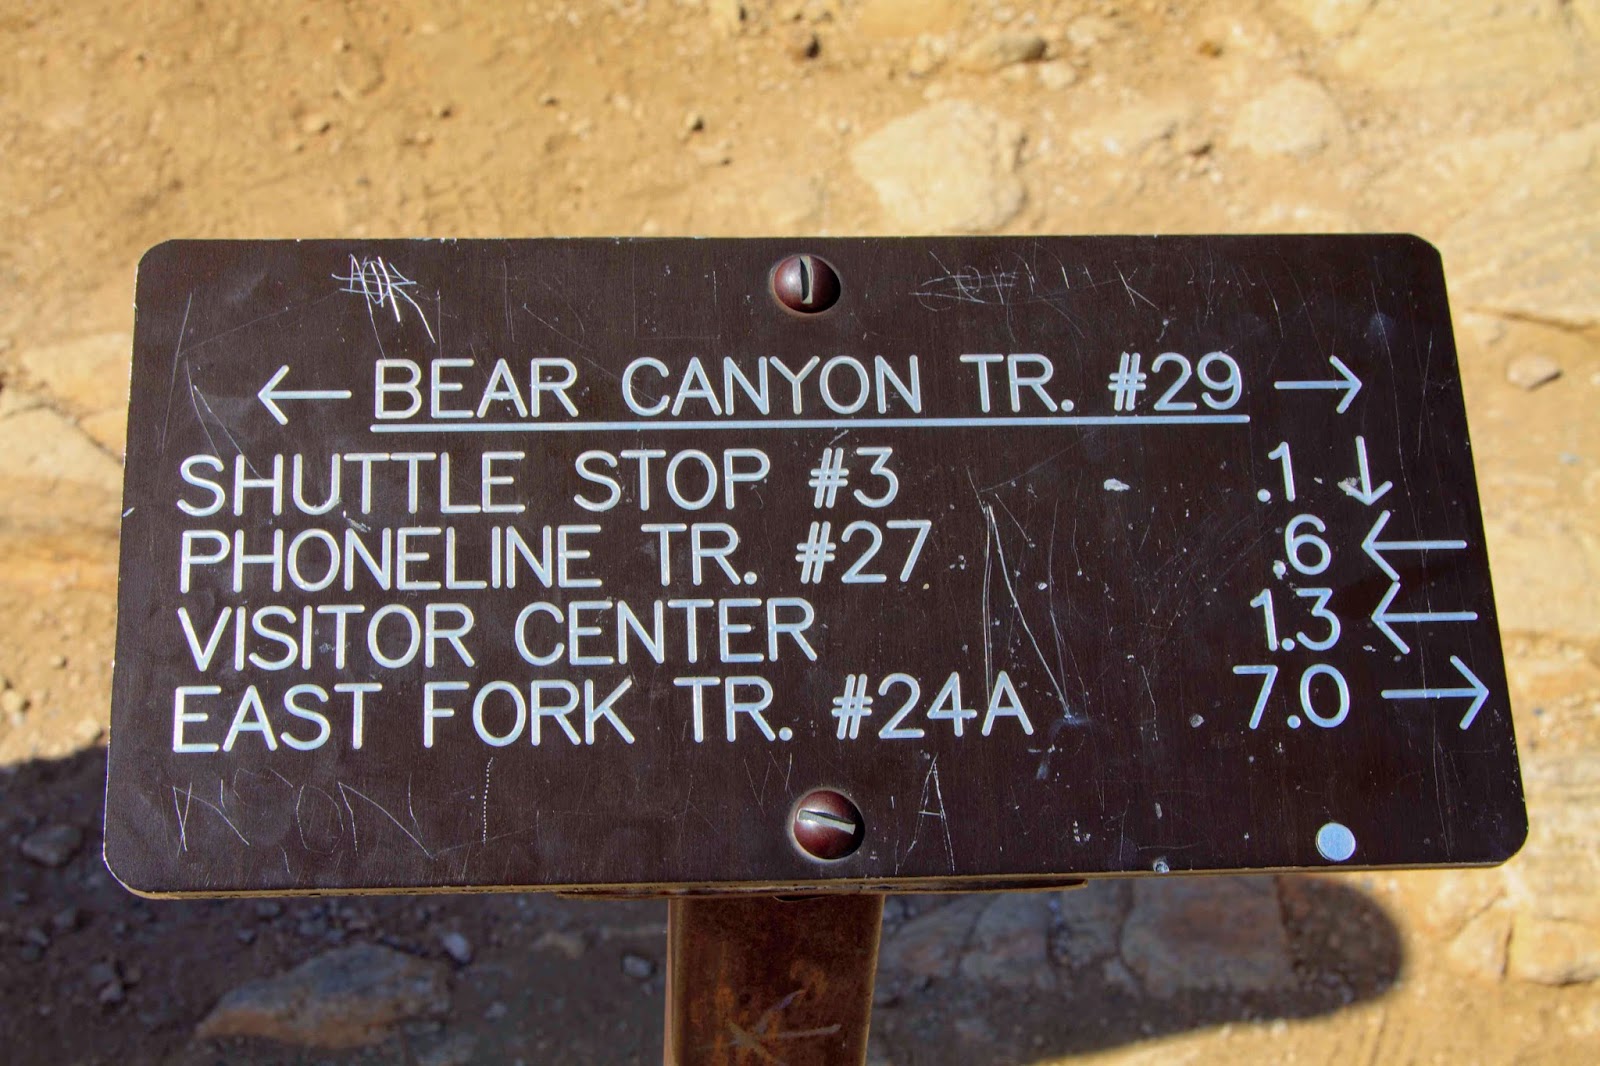 ← BEAR CANYON TR. #29 →
SHUTTLE STOP #3 .1 ↓
PHONELINE TR. #27 .6 ←
VISITOR CENTER 1.3 ←
EAST FORK TR. #24A 7.0 →